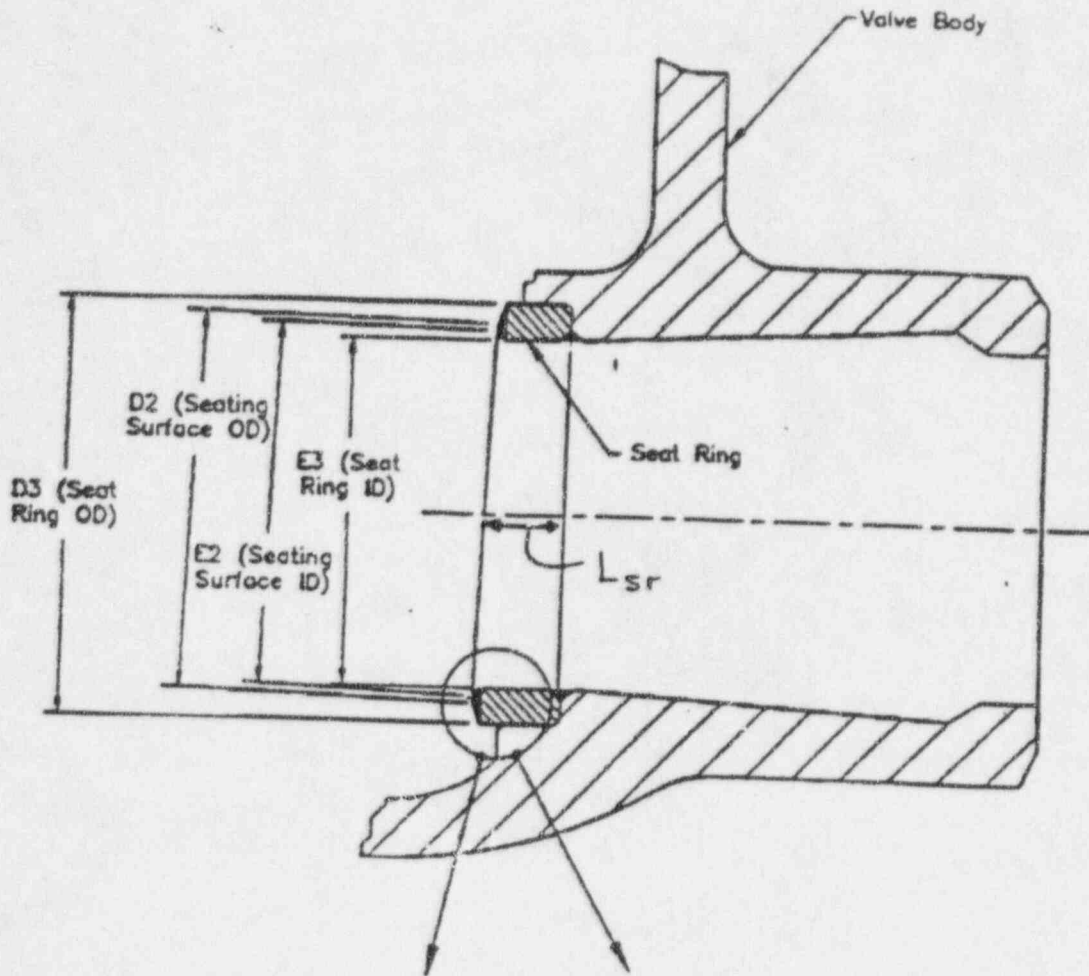 Valve Body
D2 (Seating
Surface OD)
E3 (Seat
Ring ID)
Seat Ring
D3 (Seat
Ring OD)
E2 (Seating
Surface ID)
Lsr